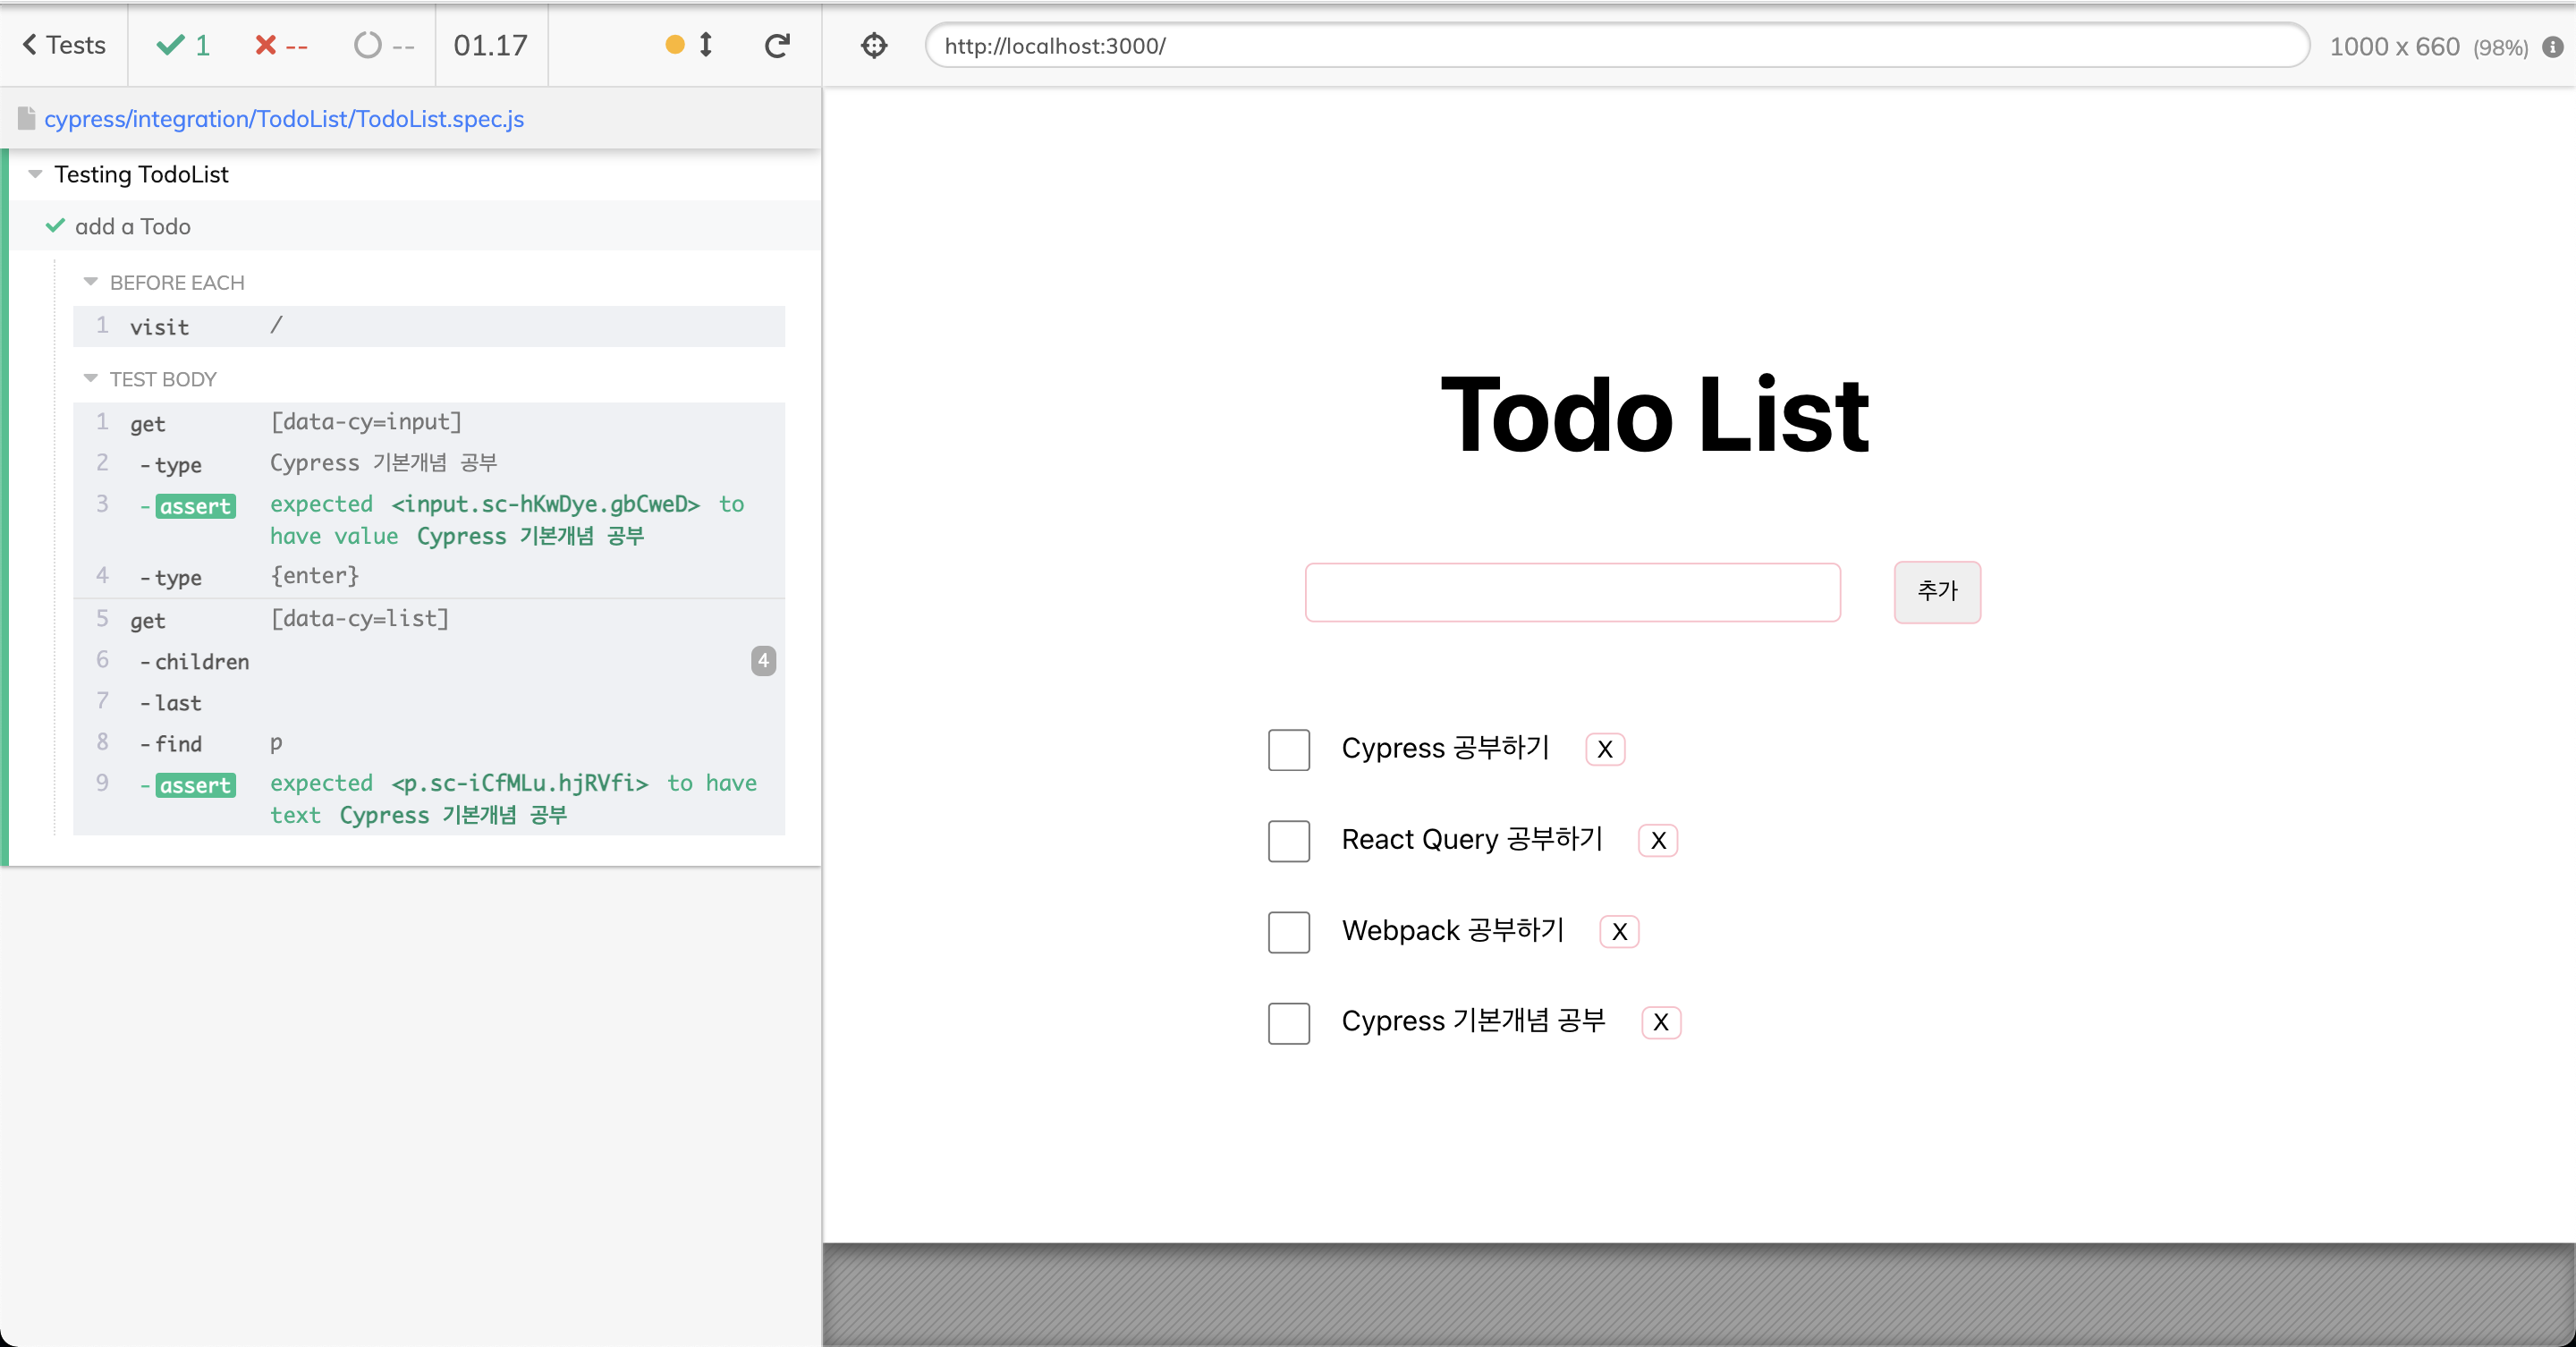 Tests 1 -- -- 01.17
http://localhost:3000/ 1000 x 660 (98%)
cypress/integration/TodoList/TodoList.spec.js
Testing TodoList
add a Todo
BEFORE EACH
1 visit /
TEST BODY
1 get [data-cy=input]
2 -type Cypress 기본개념 공부
3 -assert expected <input.sc-hKwDye.gbCweD> to
have value Cypress 기본개념 공부
4 -type {enter}
5 get [data-cy=list]
6 -children 4
7 -last
8 -find p
9 -assert expected <p.sc-iCfMLu.hjRVfi> to have
text Cypress 기본개념 공부
Todo List
추가
Cypress 공부하기 X
React Query 공부하기 X
Webpack 공부하기 X
Cypress 기본개념 공부 X